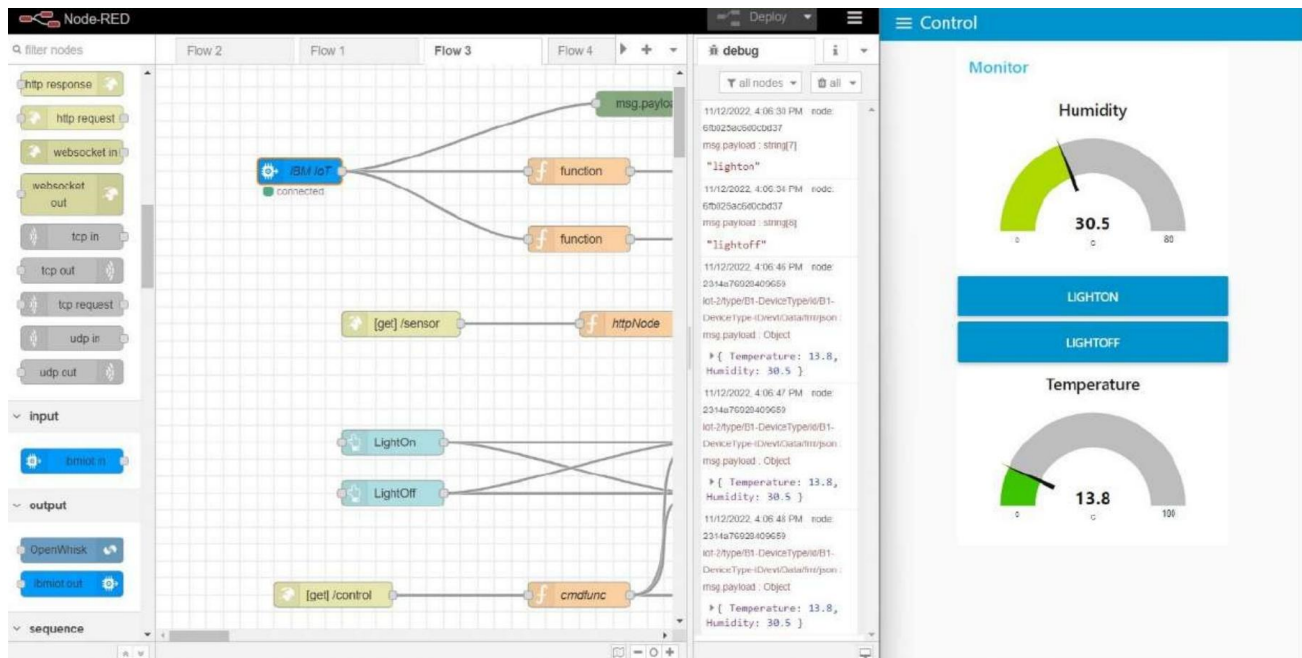 Node-RED
Deploy
Control
filter nodes
Flow 2
Flow 1
Flow 3
Flow 4
debug
i
all nodes
all
http response
http request
websocket in
websocket
out
tcp in
tcp out
tcp request
udp in
udp out
input
ibmiot in
output
OpenWhisk
ibmiot out
sequence
msg.payloa
IBM IoT
connected
function
function
[get] /sensor
httpNode
LightOn
LightOff
[get] /control
cmdfunc
11/12/2022, 4:06:30 PM node:
msg.payload : string[7]
"lighton"
11/12/2022, 4:06:34 PM node:
msg.payload : string[8]
"lightoff"
11/12/2022, 4:06:46 PM node:
msg.payload : Object
{ Temperature: 13.8,
Humidity: 30.5 }
11/12/2022, 4:06:47 PM node:
msg.payload : Object
{ Temperature: 13.8,
Humidity: 30.5 }
11/12/2022, 4:06:48 PM node:
msg.payload : Object
{ Temperature: 13.8,
Humidity: 30.5 }
Monitor
Humidity
30.5
0
C
80
LIGHTON
LIGHTOFF
Temperature
13.8
0
C
100